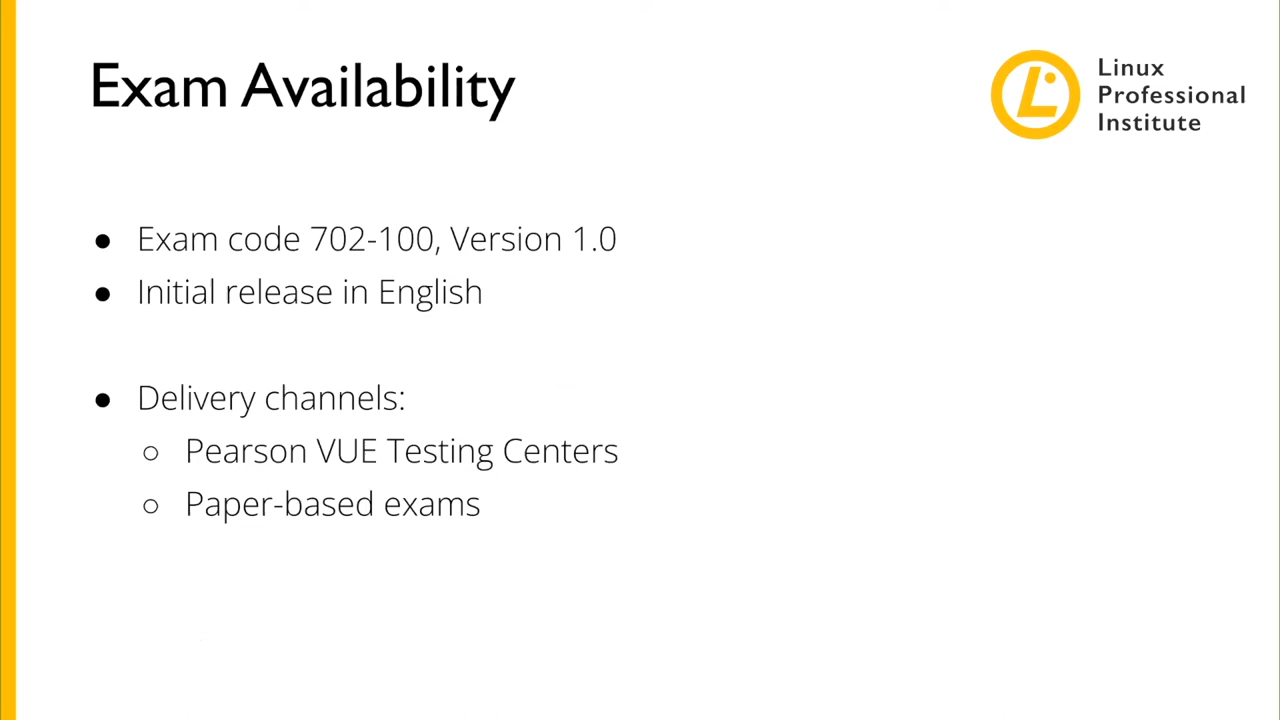 Exam Availability
Linux
Professional
Institute
● Exam code 702-100, Version 1.0
● Initial release in English
● Delivery channels:
○ Pearson VUE Testing Centers
○ Paper-based exams